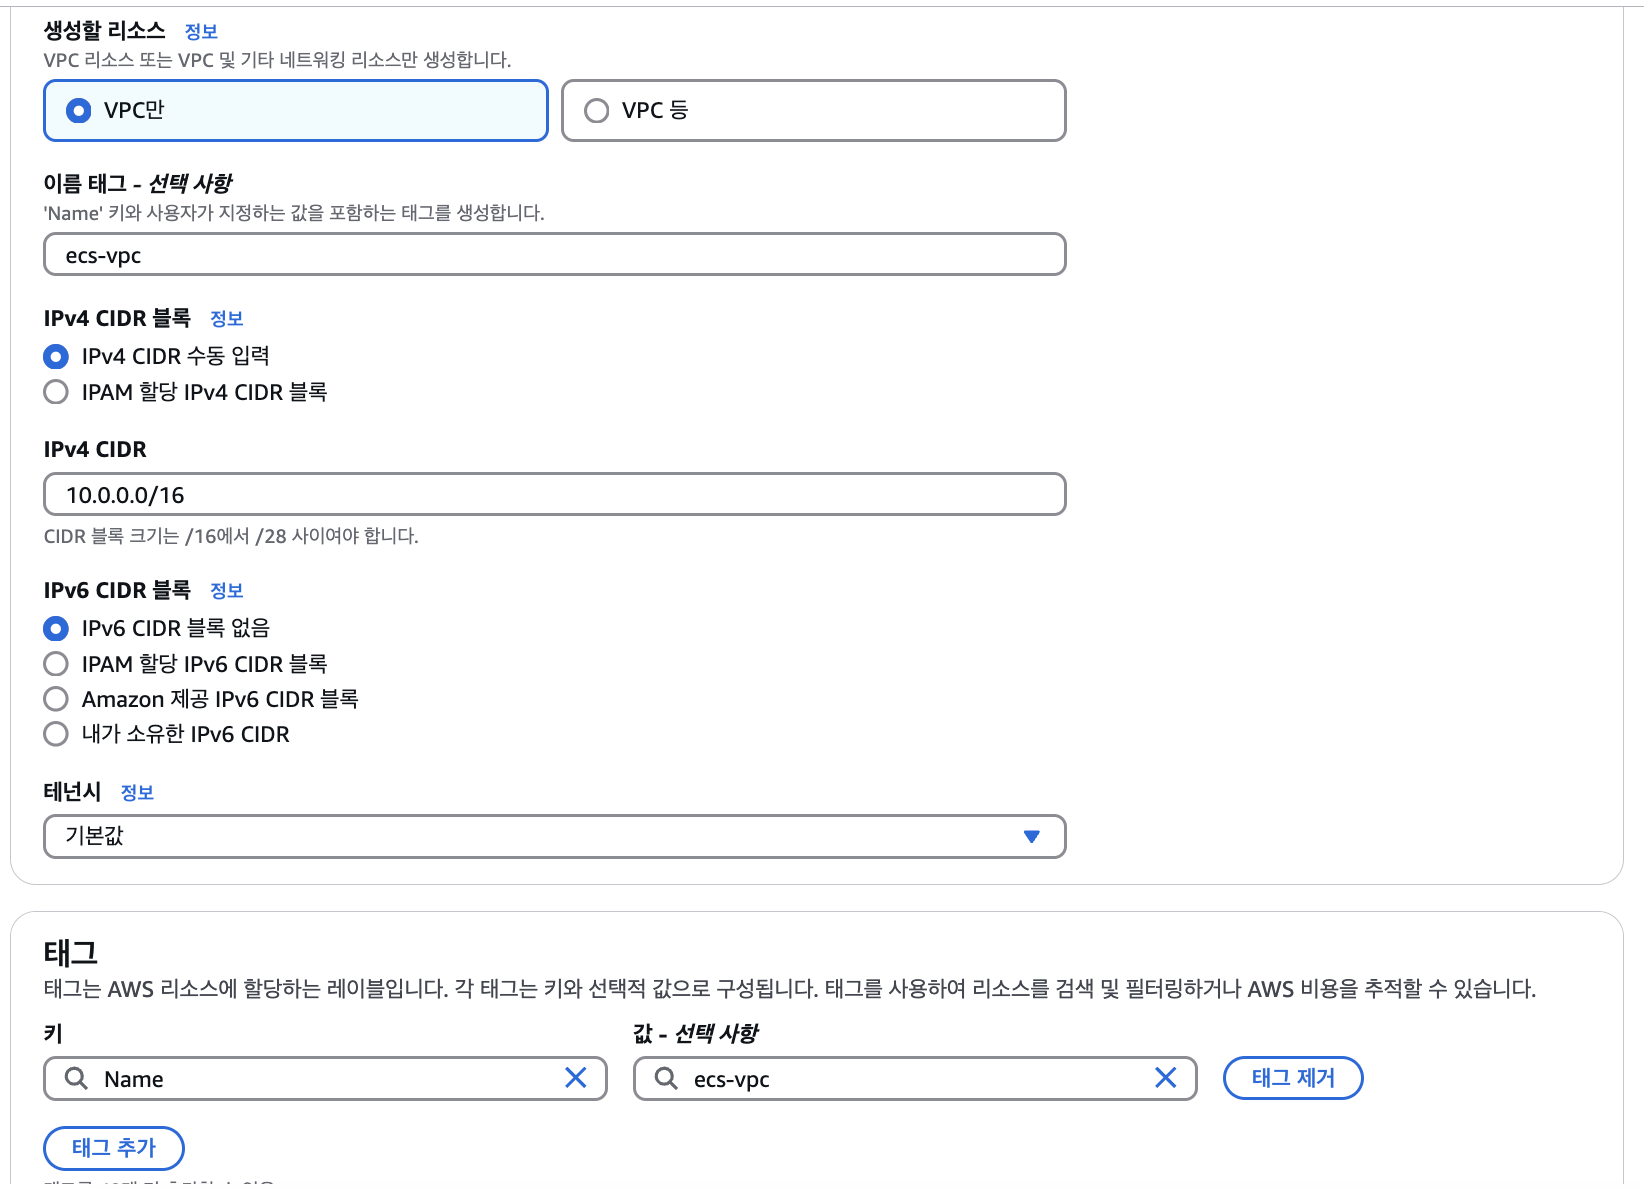 생성할 리소스 정보
VPC 리소스 또는 VPC 및 기타 네트워킹 리소스만 생성합니다.
VPC만
VPC 등
이름 태그 - 선택 사항
'Name' 키와 사용자가 지정하는 값을 포함하는 태그를 생성합니다.
ecs-vpc
IPv4 CIDR 블록 정보
IPv4 CIDR 수동 입력
IPAM 할당 IPv4 CIDR 블록
IPv4 CIDR
10.0.0.0/16
CIDR 블록 크기는 /16에서 /28 사이여야 합니다.
IPv6 CIDR 블록 정보
IPv6 CIDR 블록 없음
IPAM 할당 IPv6 CIDR 블록
Amazon 제공 IPv6 CIDR 블록
내가 소유한 IPv6 CIDR
테넌시 정보
기본값
태그
태그는 AWS 리소스에 할당하는 레이블입니다. 각 태그는 키와 선택적 값으로 구성됩니다. 태그를 사용하여 리소스를 검색 및 필터링하거나 AWS 비용을 추적할 수 있습니다.
키
값 - 선택 사항
Name
ecs-vpc
태그 제거
태그 추가